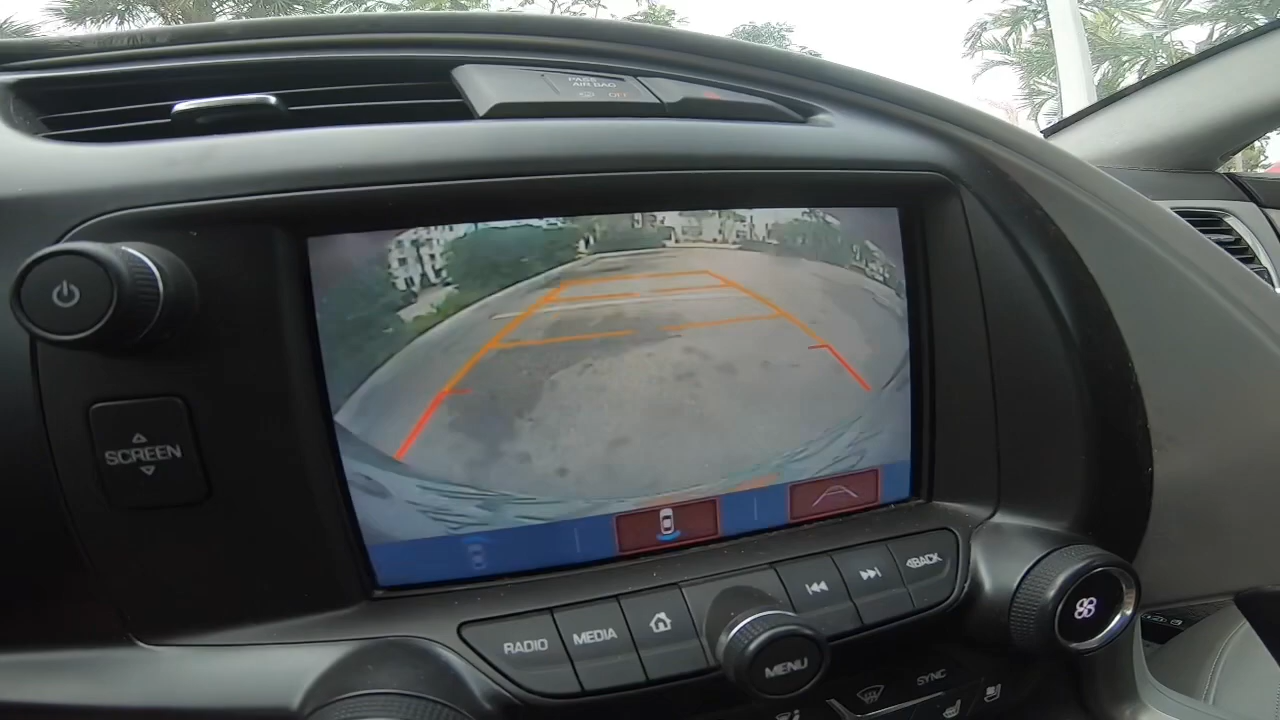 PASS
AIR BAG
OFF
SCREEN
RADIO
MEDIA
BACK
MENU
SYNC